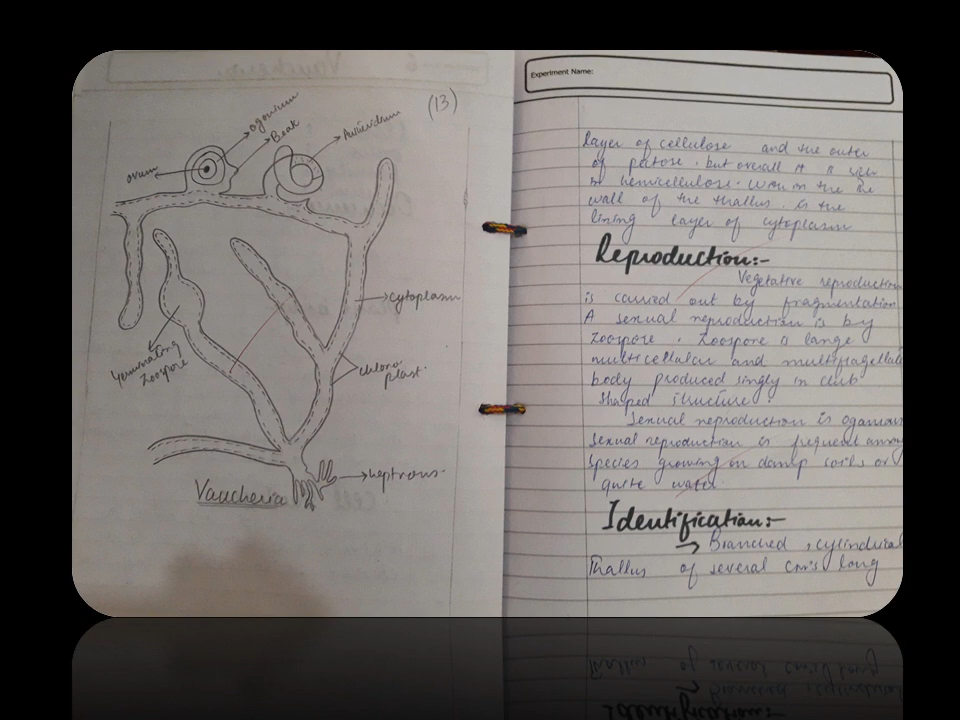 (13)
Ogonium
Beak
Antheridium
ovum
cytoplasm
Germinating
Zoospore
chloro
plast.
Vaucheria
Experiment Name:
layer of cellulose and the outer
of pectose, but overall it is
hemicellulose. Within the the
wall of the thallus is the
lining layer of cytoplasm
Reproduction:-
Vegetative reproduction
is carried out by fragmentation
A sexual reproduction is by
Zoospore. Zoospore a large
multicellular and multiflagellate
body produced singly in club
shaped structure.
Sexual reproduction is
Sexual reproduction is frequent among
species growing on damp soils or
quite water.
Identification:-
→ Branched, cylindrical
Thallus of several cm's long